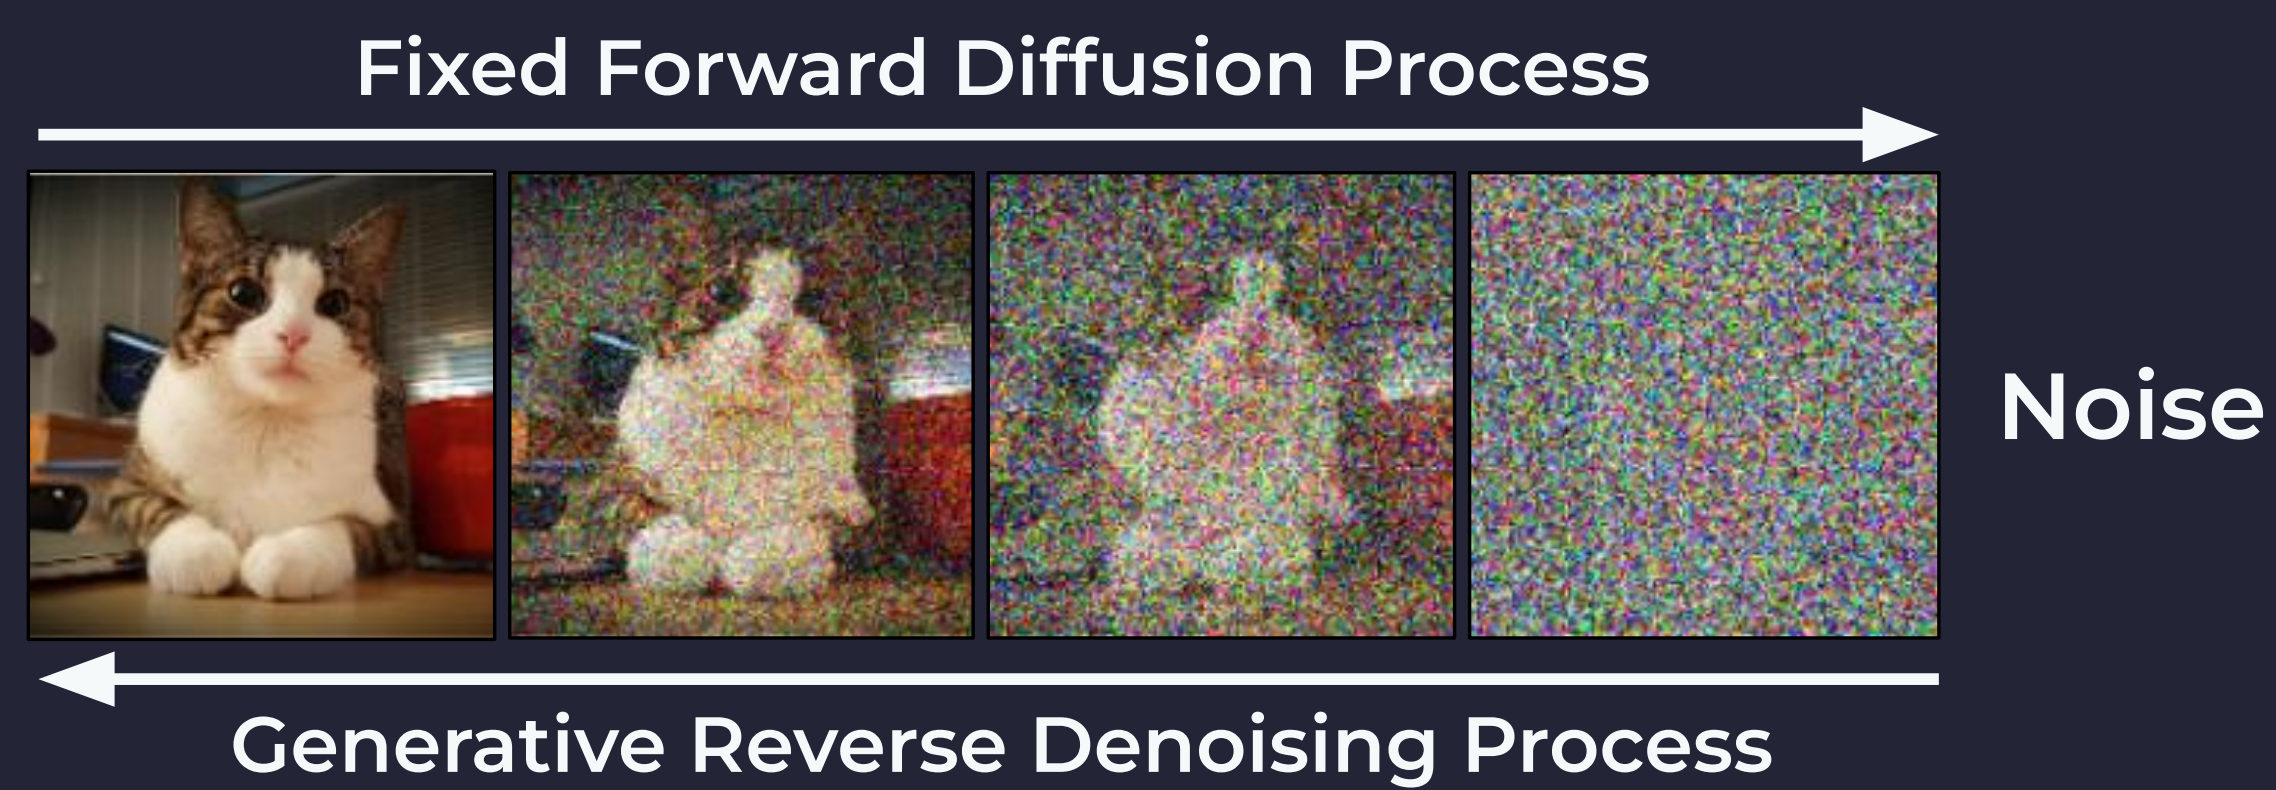 Fixed Forward Diffusion Process
Noise
Generative Reverse Denoising Process